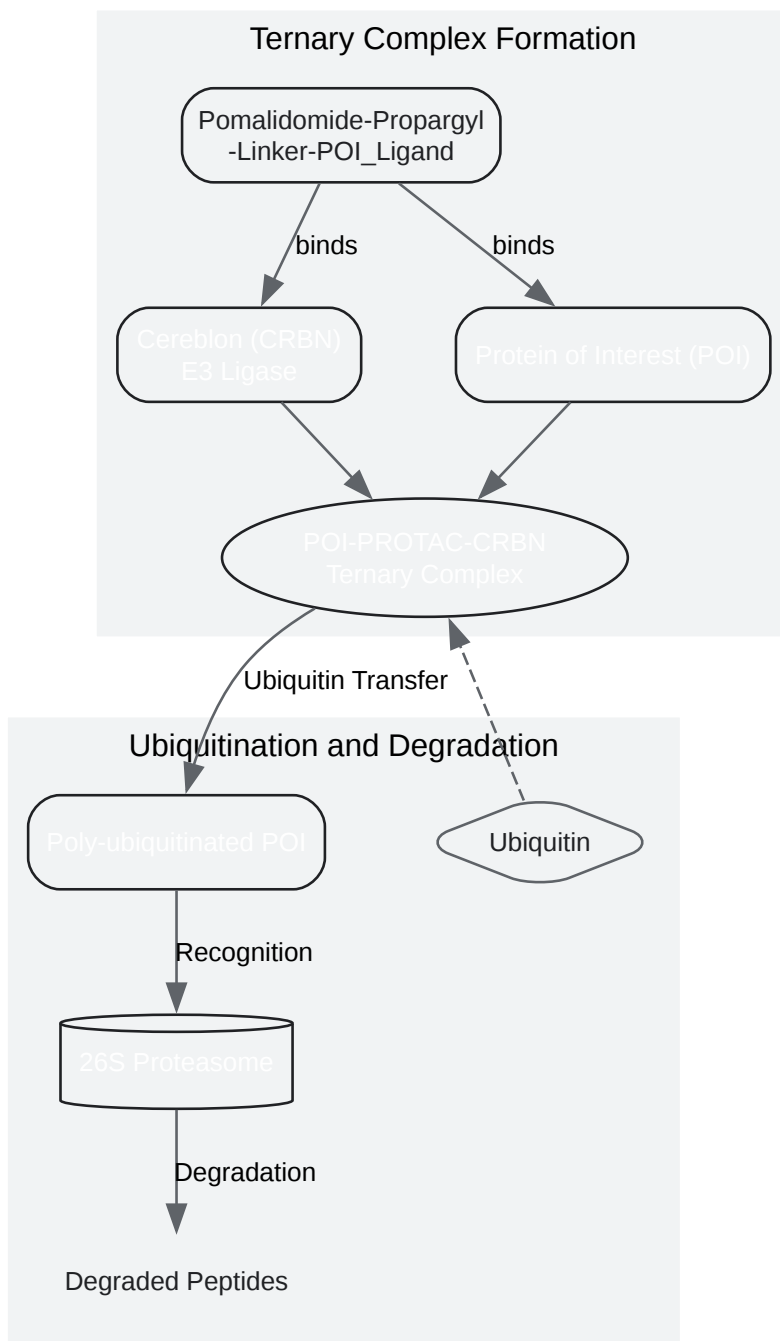 Ternary Complex Formation
Pomalidomide-Propargyl
-Linker-POI_Ligand
binds
binds
Cereblon (CRBN)
E3 Ligase
Protein of Interest (POI)
POI-PROTAC-CRBN
Ternary Complex
Ubiquitin Transfer
Ubiquitination and Degradation
Poly-ubiquitinated POI
Ubiquitin
Recognition
26S Proteasome
Degradation
Degraded Peptides